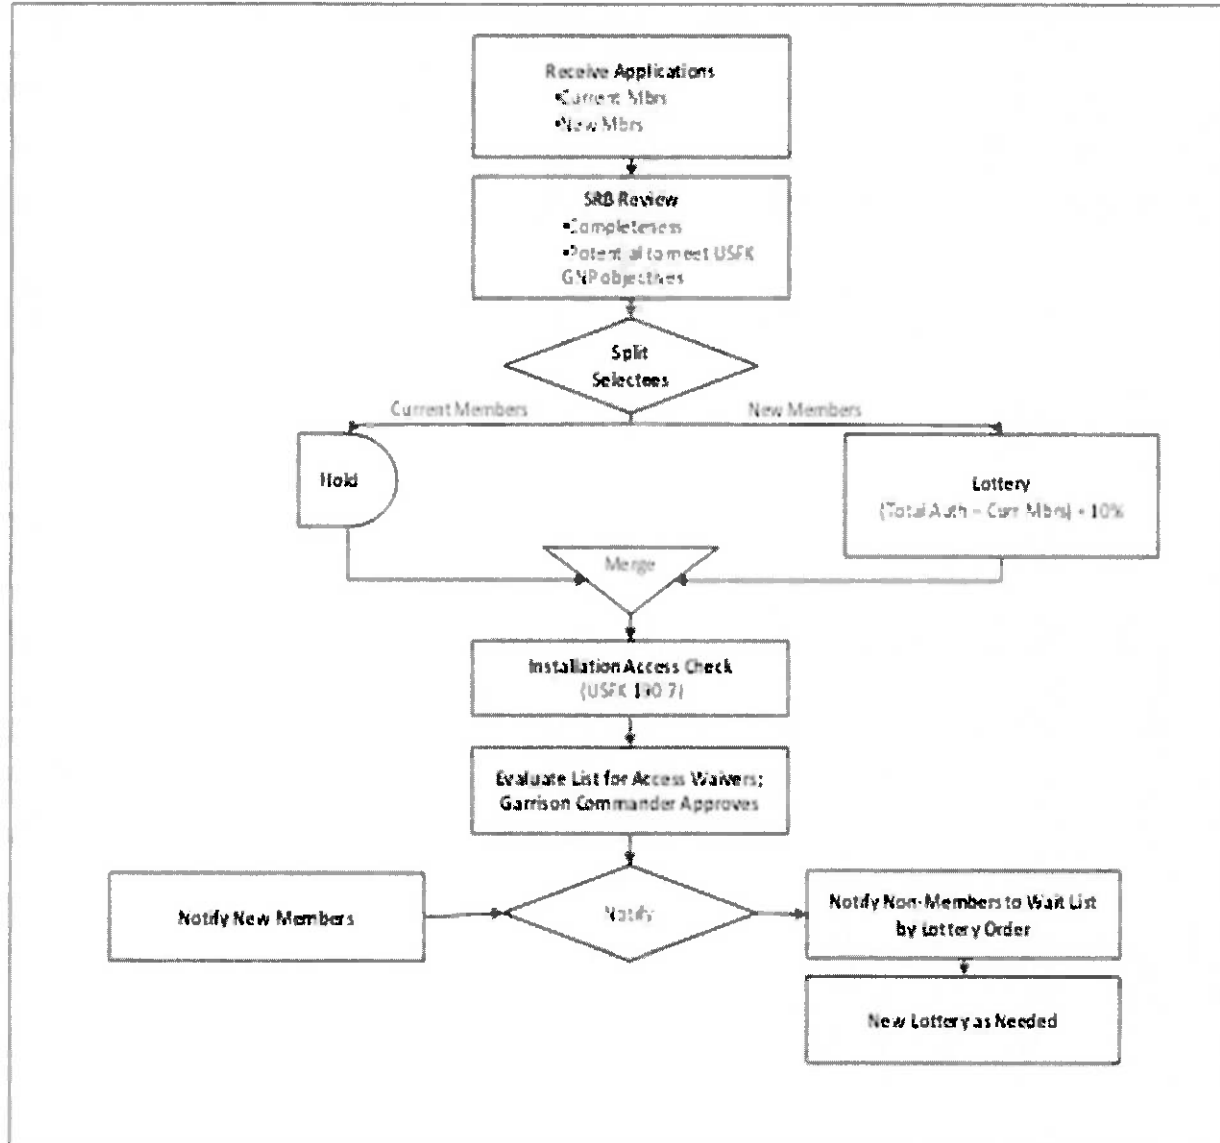 Receive Applications
•Current Mbrs
•New Mbrs
SRB Review
•Completeness
•Potential to meet USFK
GNP objectives
Split
Selectees
Current Members
New Members
Hold
Lottery
(Total Auth – Curr Mbrs) + 10%
Merge
Installation Access Check
(USFK 190-7)
Evaluate List for Access Waivers;
Garrison Commander Approves
Notify New Members
Notify
Notify Non-Members to Wait List
by Lottery Order
New Lottery as Needed